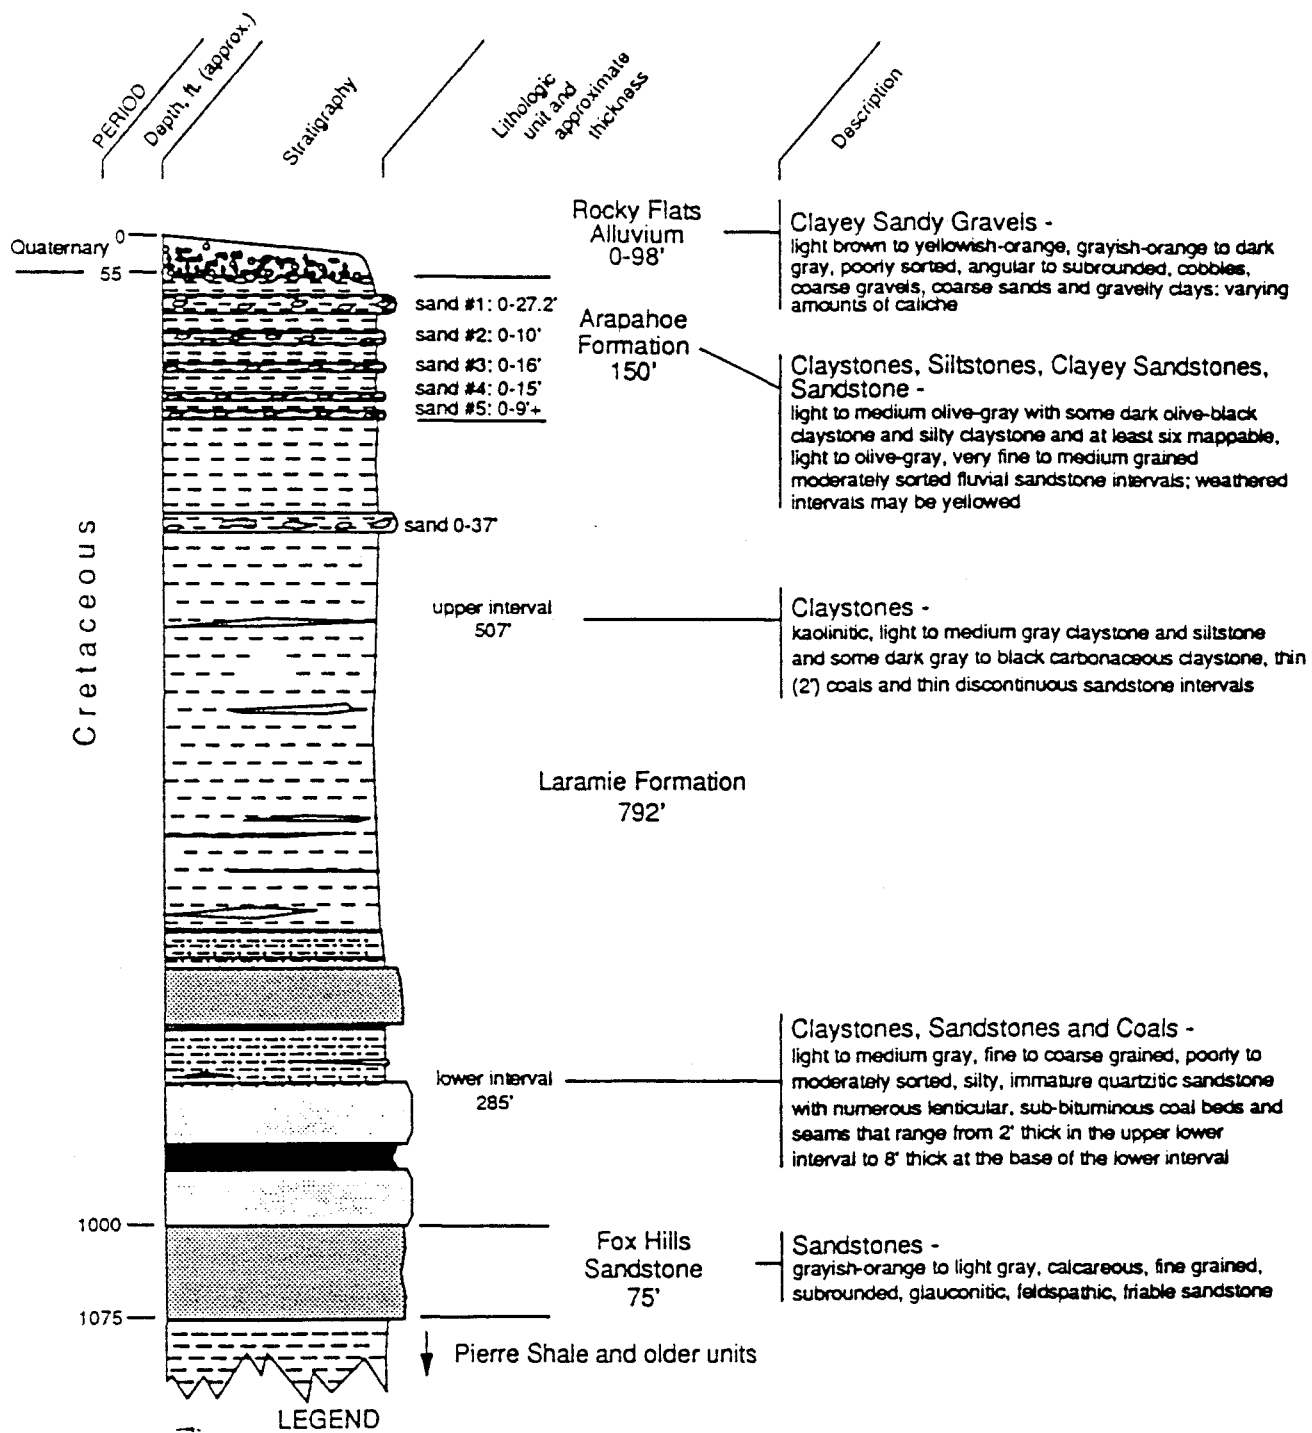 PERIOD
Depth, ft. (approx.)
Stratigraphy
Lithologic
unit and
approximate
thickness
Description
Quaternary
0
55
Rocky Flats
Alluvium
0-98'
Clayey Sandy Gravels -
light brown to yellowish-orange, grayish-orange to dark
gray, poorly sorted, angular to subrounded, cobbles,
coarse gravels, coarse sands and gravelly clays: varying
amounts of caliche
sand #1: 0-27.2'
sand #2: 0-10'
sand #3: 0-16'
sand #4: 0-15'
sand #5: 0-9'+
Arapahoe
Formation
150'
Claystones, Siltstones, Clayey Sandstones,
Sandstone -
light to medium olive-gray with some dark olive-black
claystone and silty claystone and at least six mappable,
light to olive-gray, very fine to medium grained
moderately sorted fluvial sandstone intervals; weathered
intervals may be yellowed
Cretaceous
sand 0-37'
upper interval
507'
Claystones -
kaolinitic, light to medium gray claystone and siltstone
and some dark gray to black carbonaceous claystone, thin
(2') coals and thin discontinuous sandstone intervals
Laramie Formation
792'
lower interval
285'
Claystones, Sandstones and Coals -
light to medium gray, fine to coarse grained, poorly to
moderately sorted, silty, immature quartzitic sandstone
with numerous lenticular, sub-bituminous coal beds and
seams that range from 2' thick in the upper lower
interval to 8' thick at the base of the lower interval
1000
Fox Hills
Sandstone
75'
Sandstones -
grayish-orange to light gray, calcareous, fine grained,
subrounded, glauconitic, feldspathic, friable sandstone
1075
Pierre Shale and older units
LEGEND